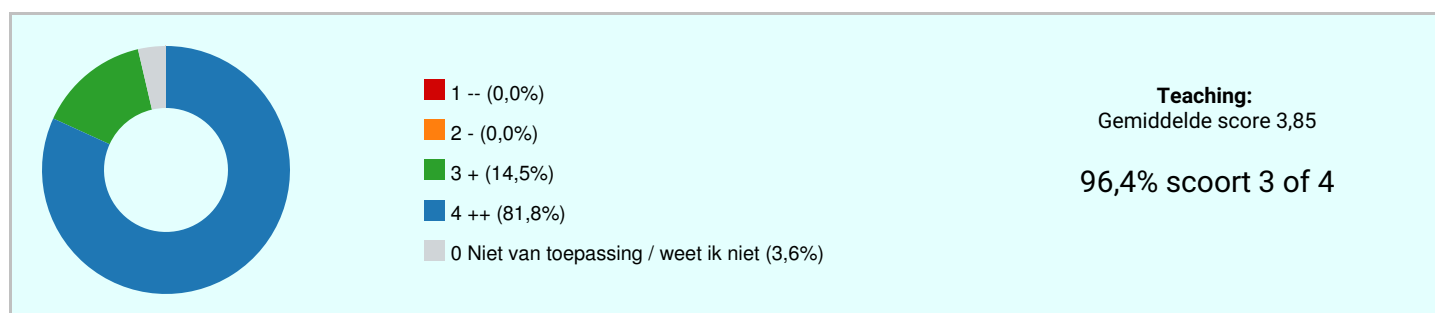 1 -- (0,0%)
2 - (0,0%)
3 + (14,5%)
4 ++ (81,8%)
0 Niet van toepassing / weet ik niet (3,6%)
Teaching:
Gemiddelde score 3,85
96,4% scoort 3 of 4